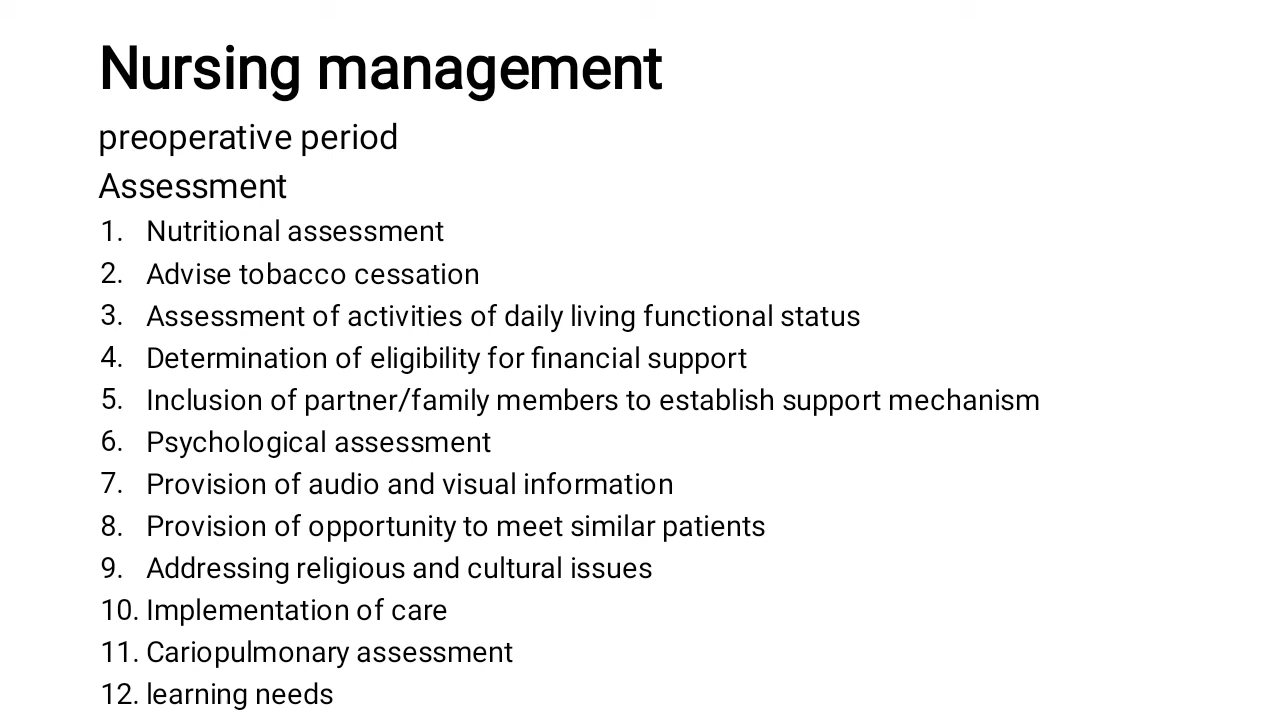 Nursing management
preoperative period
Assessment
1. Nutritional assessment
2. Advise tobacco cessation
3. Assessment of activities of daily living functional status
4. Determination of eligibility for financial support
5. Inclusion of partner/family members to establish support mechanism
6. Psychological assessment
7. Provision of audio and visual information
8. Provision of opportunity to meet similar patients
9. Addressing religious and cultural issues
10. Implementation of care
11. Cariopulmonary assessment
12. learning needs